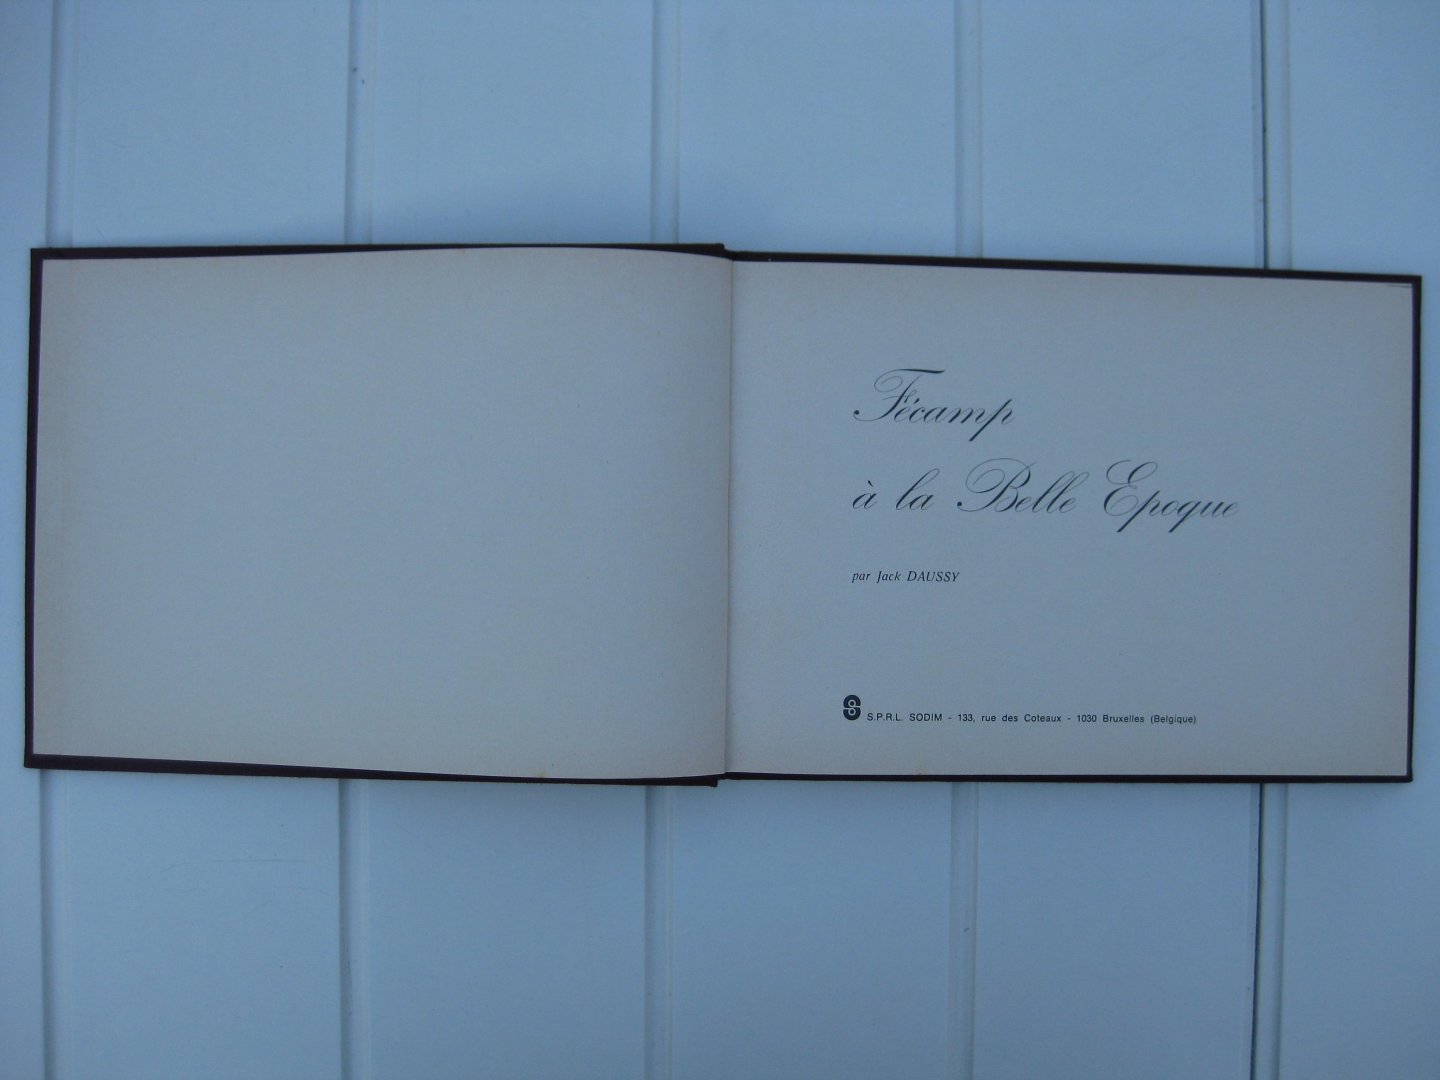 Fécamp
à la Belle Epoque
par Jack DAUSSY
S.P.R.L. SODIM - 133, rue des Coteaux - 1030 Bruxelles (Belgique)